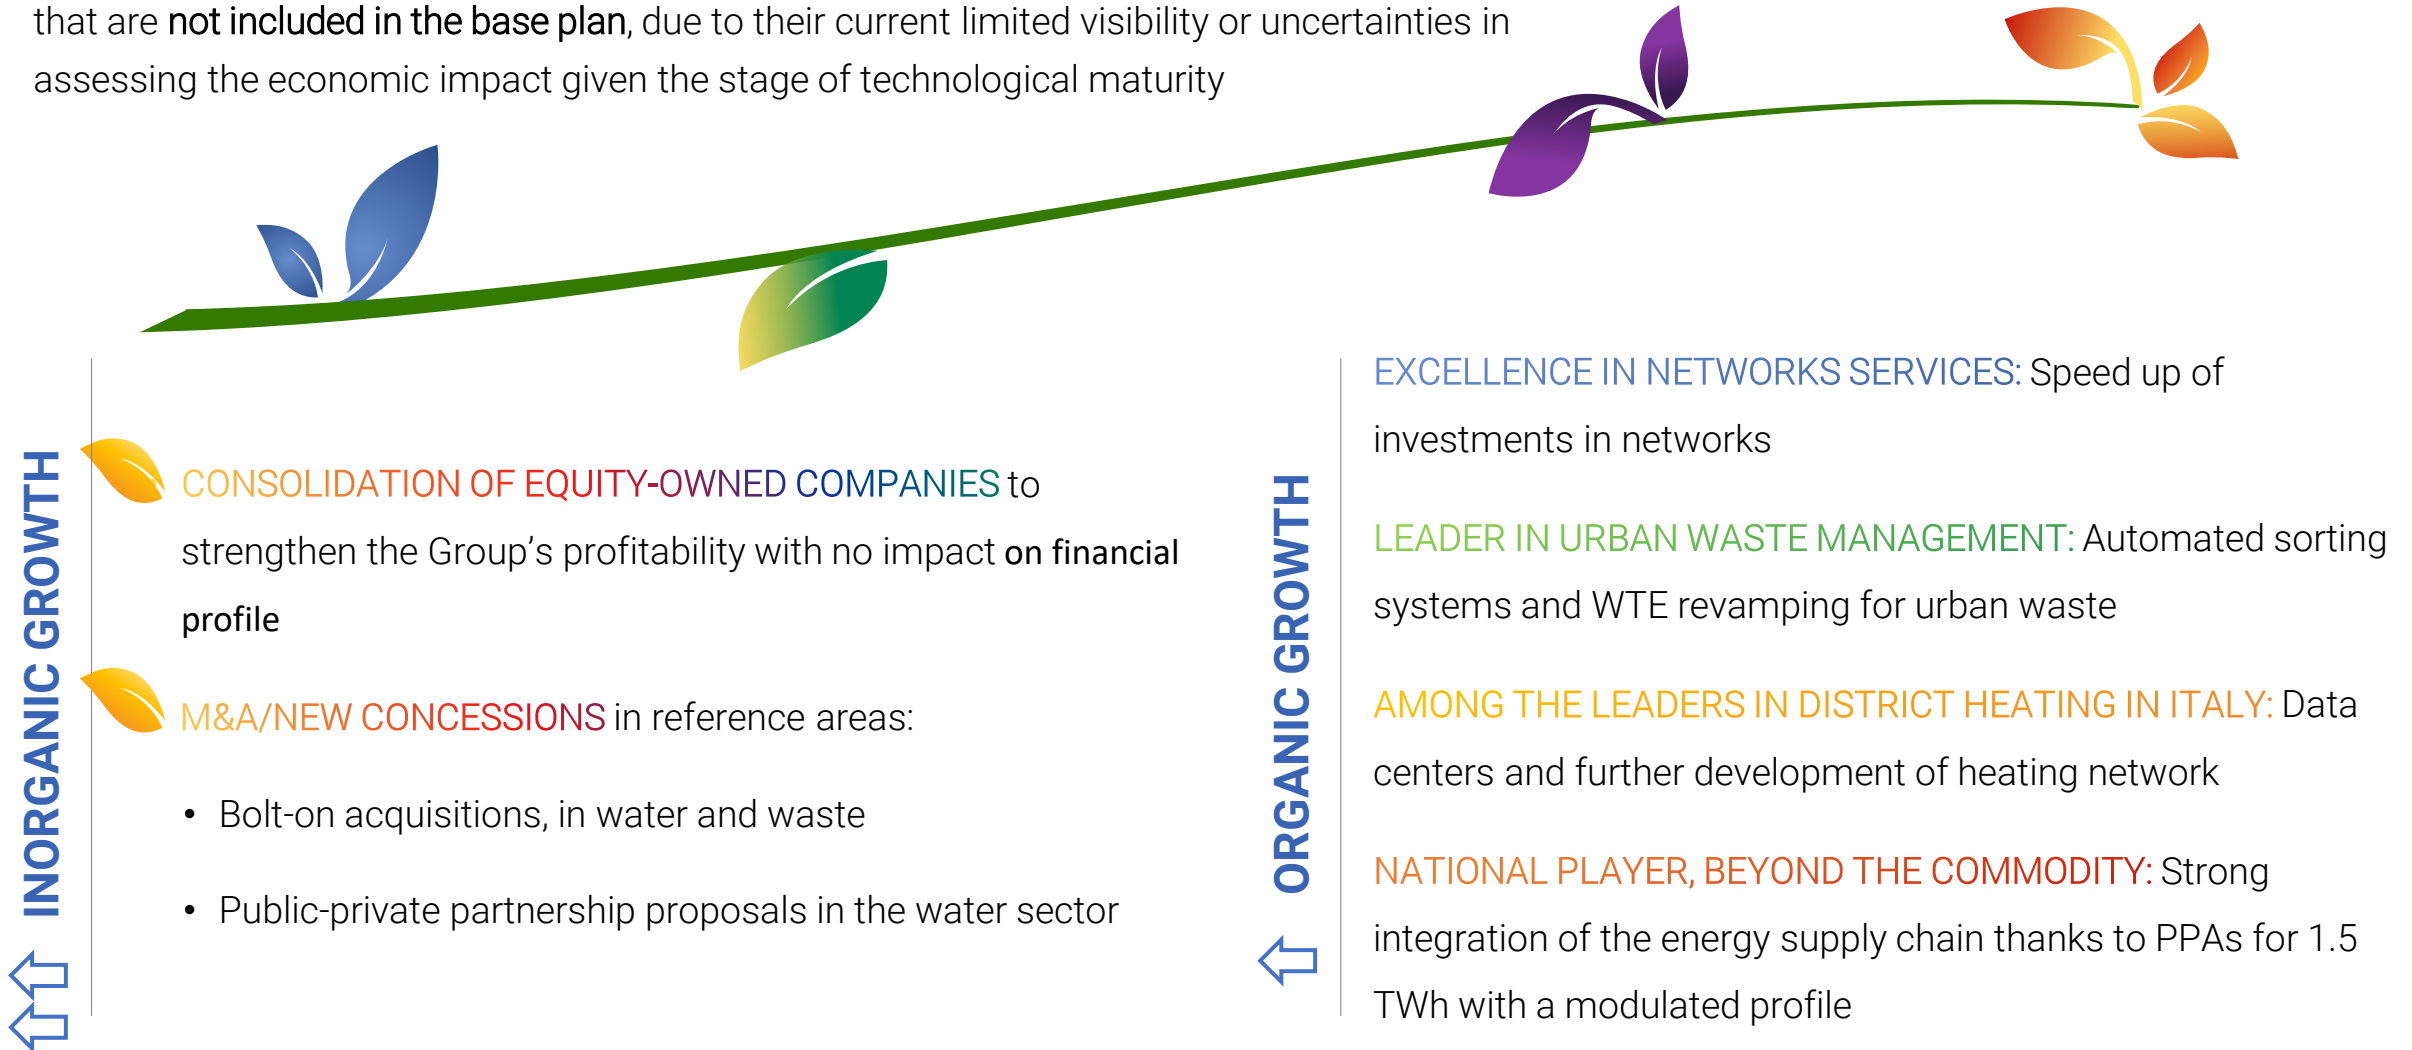 that are not included in the base plan, due to their current limited visibility or uncertainties in
assessing the economic impact given the stage of technological maturity
INORGANIC GROWTH
CONSOLIDATION OF EQUITY-OWNED COMPANIES to
strengthen the Group’s profitability with no impact on financial
profile
M&A/NEW CONCESSIONS in reference areas:
• Bolt-on acquisitions, in water and waste
• Public-private partnership proposals in the water sector
ORGANIC GROWTH
EXCELLENCE IN NETWORKS SERVICES: Speed up of
investments in networks
LEADER IN URBAN WASTE MANAGEMENT: Automated sorting
systems and WTE revamping for urban waste
AMONG THE LEADERS IN DISTRICT HEATING IN ITALY: Data
centers and further development of heating network
NATIONAL PLAYER, BEYOND THE COMMODITY: Strong
integration of the energy supply chain thanks to PPAs for 1.5
TWh with a modulated profile